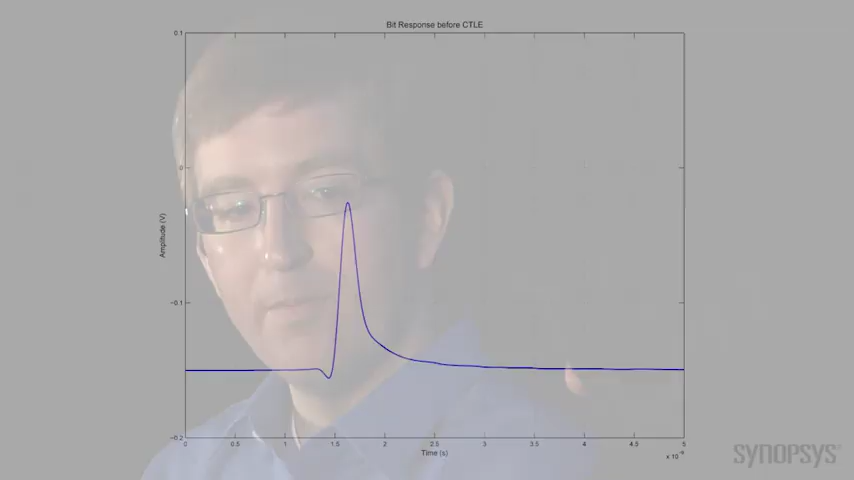 Bit Response before CTLE
0.1
0
-0.1
-0.2
Amplitude (V)
0 0.5 1 1.5 2 2.5 3 3.5 4 4.5 5
Time (s)
SYNOPSYS